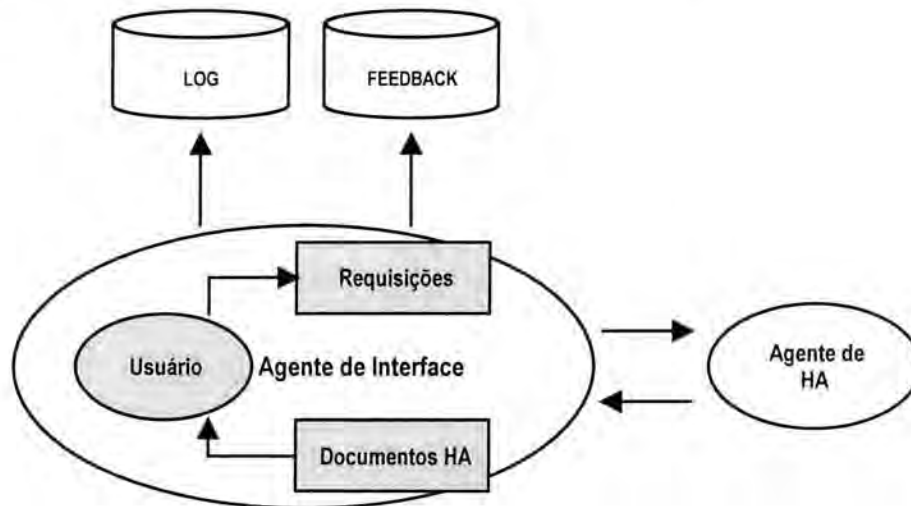 LOG
FEEDBACK
Requisições
Usuário
Agente de Interface
Agente de
HA
Documentos HA